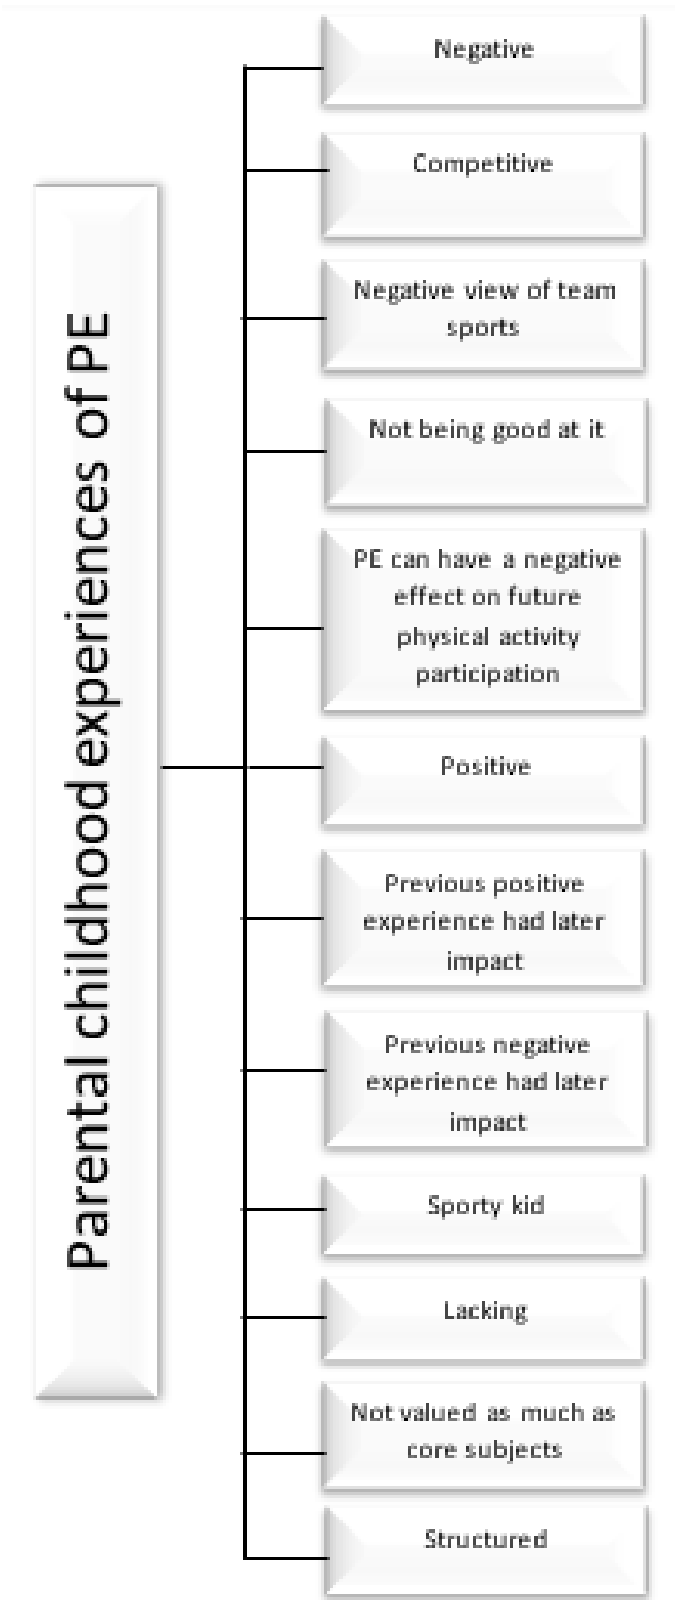 Parental childhood experiences of PE
Negative
Competitive
Negative view of team
sports
Not being good at it
PE can have a negative
effect on future
physical activity
participation
Positive
Previous positive
experience had later
impact
Previous negative
experience had later
impact
Sporty kid
Lacking
Not valued as much as
core subjects
Structured